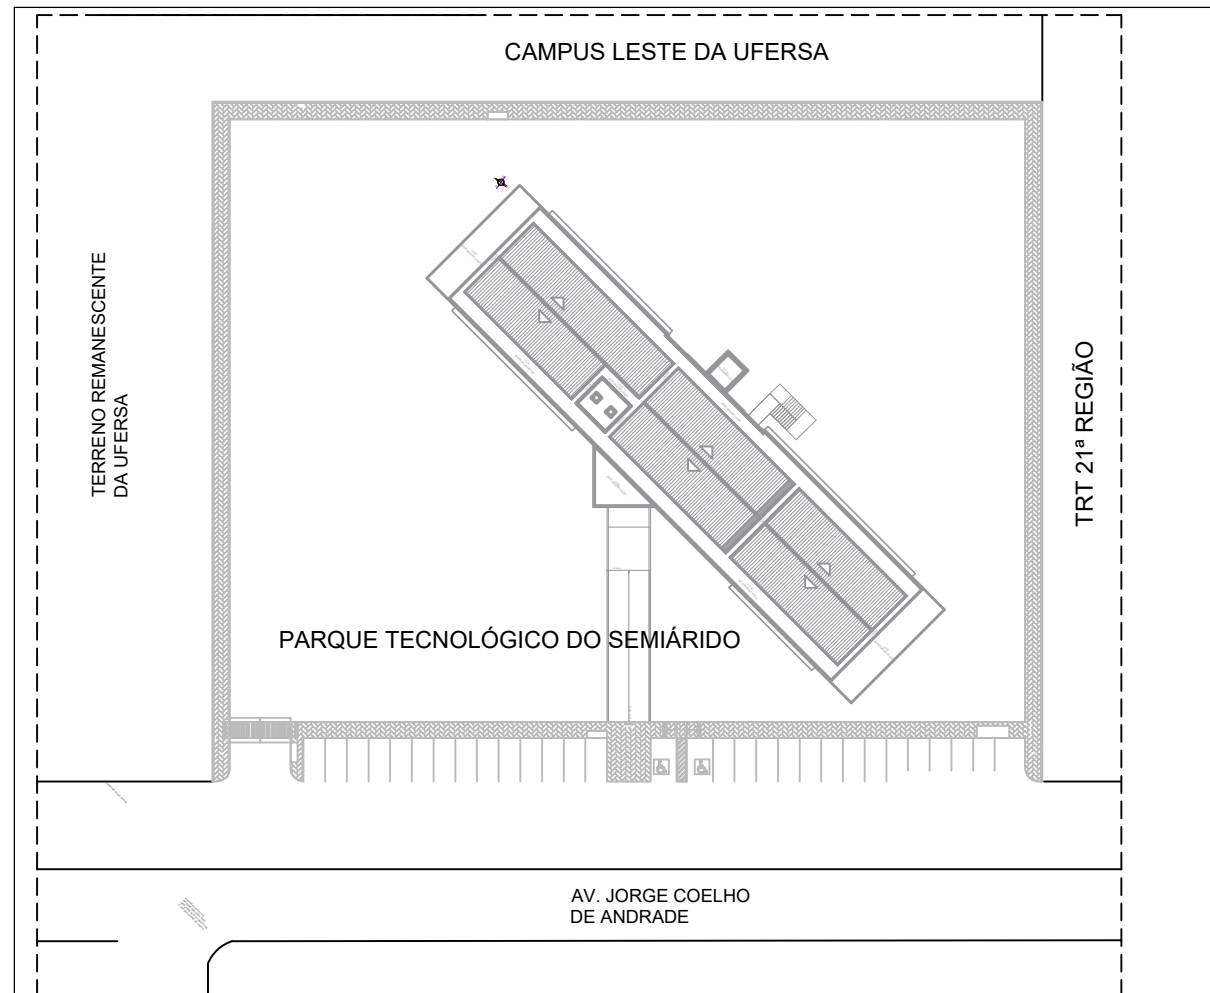 CAMPUS LESTE DA UFERSA
TERRENO REMANESCENTE
DA UFERSA
TRT 21ª REGIÃO
PARQUE TECNOLÓGICO DO SEMIÁRIDO
AV. JORGE COELHO
DE ANDRADE